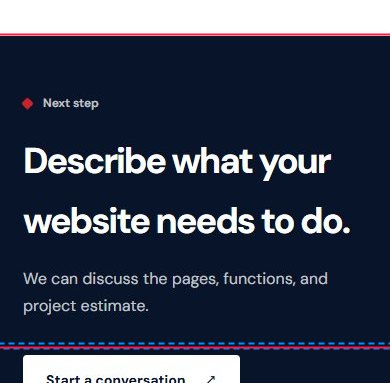 Next step
Describe what your
website needs to do.
We can discuss the pages, functions, and
project estimate.
Start a conversation ↗